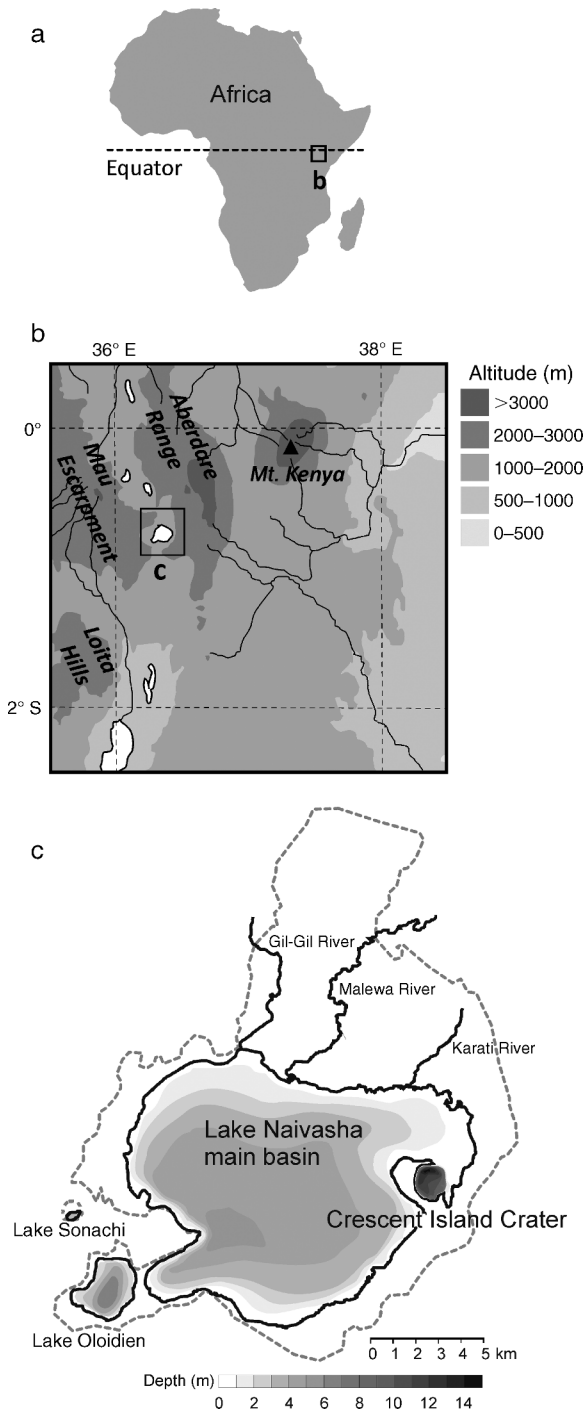 a
Africa
Equator
b
b
36° E
38° E
0°
2° S
Mau
Escarpment
Aberdare
Range
Mt. Kenya
Loita
Hills
c
Altitude (m)
>3000
2000–3000
1000–2000
500–1000
0–500
c
Gil-Gil River
Malewa River
Karati River
Lake Naivasha
main basin
Crescent Island Crater
Lake Sonachi
Lake Oloidien
0 1 2 3 4 5 km
Depth (m)
0 2 4 6 8 10 12 14